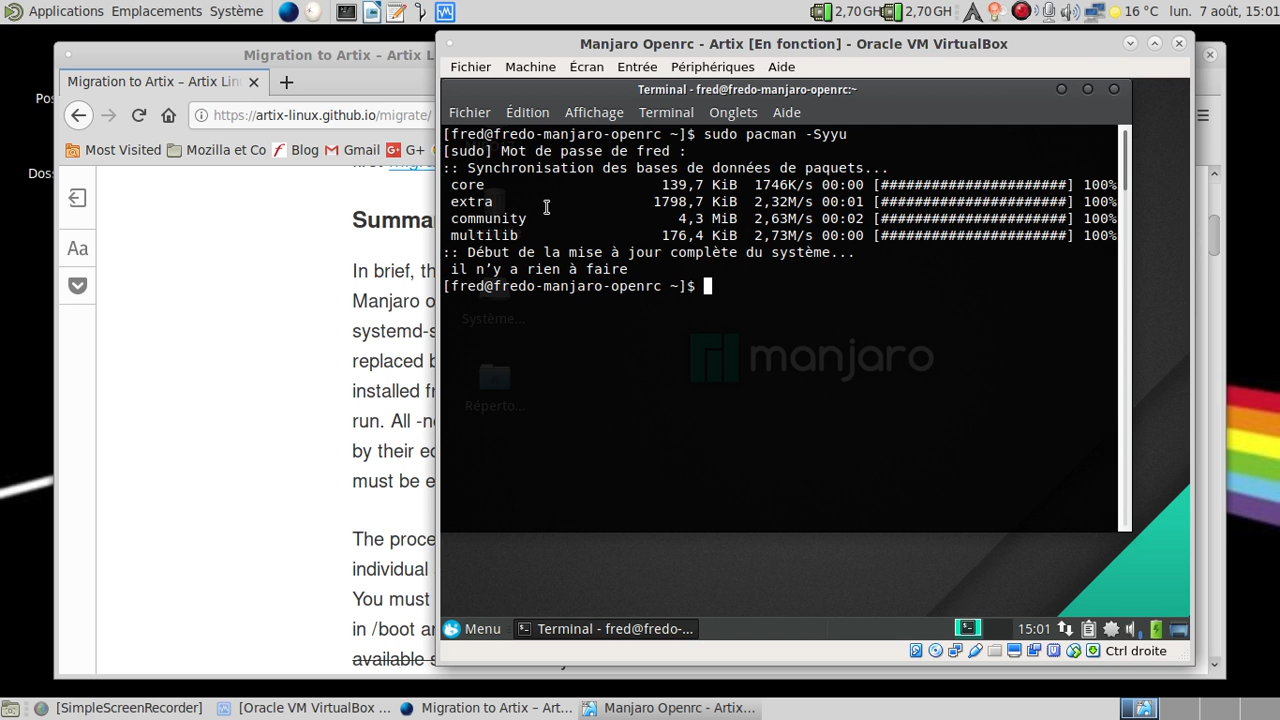 Applications Emplacements Système
2,70 GH 2,70 GH 16 °C lun. 7 août, 15:01
Migration to Artix – Artix L
Migration to Artix – Artix Lin
https://artix-linux.github.io/migrate/
Most Visited Mozilla et Co Blog Gmail G+
Pos
Doss
Aa
Summa
In brief, th
Manjaro o
systemd-s
replaced b
installed fr
run. All -n
by their e
must be e
The proce
individual
You must
in /boot a
available s
Manjaro Openrc - Artix [En fonction] - Oracle VM VirtualBox
Fichier Machine Écran Entrée Périphériques Aide
Terminal - fred@fredo-manjaro-openrc:~
Fichier Édition Affichage Terminal Onglets Aide
[fred@fredo-manjaro-openrc ~]$ sudo pacman -Syyu
[sudo] Mot de passe de fred :
:: Synchronisation des bases de données de paquets...
core 139,7 KiB 1746K/s 00:00 [######################] 100%
extra 1798,7 KiB 2,32M/s 00:01 [######################] 100%
community 4,3 MiB 2,63M/s 00:02 [######################] 100%
multilib 176,4 KiB 2,73M/s 00:00 [######################] 100%
:: Début de la mise à jour complète du système...
il n’y a rien à faire
[fred@fredo-manjaro-openrc ~]$
Système...
manjaro
Réperto...
Menu Terminal - fred@fredo-... 15:01
Ctrl droite
[SimpleScreenRecorder] [Oracle VM VirtualBox ... Migration to Artix – Art... Manjaro Openrc - Artix...